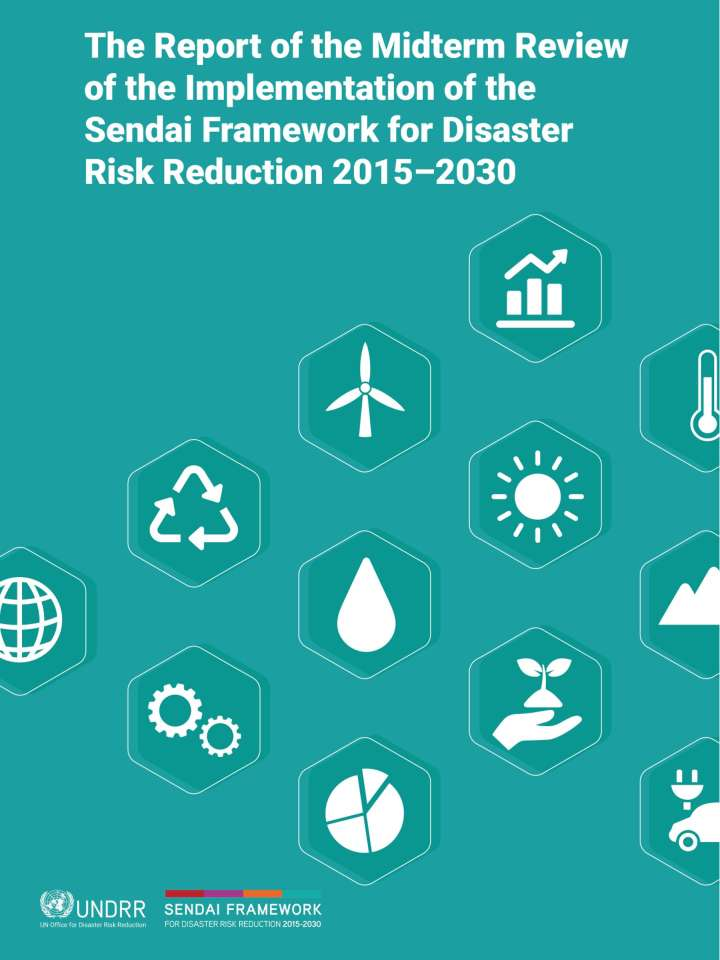 The Report of the Midterm Review
of the Implementation of the
Sendai Framework for Disaster
Risk Reduction 2015–2030
UNDRR
UN Office for Disaster Risk Reduction
SENDAI FRAMEWORK
FOR DISASTER RISK REDUCTION 2015-2030